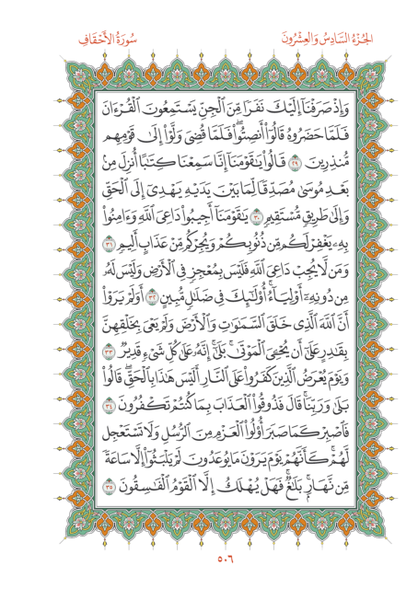 الجُزْءُ السَّادِسُ وَالعِشْرُونَ
سُورَةُ الأَحْقَافِ
وَإِذْ صَرَفْنَآ إِلَيْكَ نَفَرًا مِّنَ ٱلْجِنِّ يَسْتَمِعُونَ ٱلْقُرْءَانَ
فَلَمَّا حَضَرُوهُ قَالُوٓا۟ أَنصِتُوا۟ ۖ فَلَمَّا قُضِىَ وَلَّوْا۟ إِلَىٰ قَوْمِهِم
مُّنذِرِينَ ٢٩ قَالُوا۟ يَـٰقَوْمَنَآ إِنَّا سَمِعْنَا كِتَـٰبًا أُنزِلَ مِنۢ
بَعْدِ مُوسَىٰ مُصَدِّقًا لِّمَا بَيْنَ يَدَيْهِ يَهْدِىٓ إِلَى ٱلْحَقِّ
وَإِلَىٰ طَرِيقٍ مُّسْتَقِيمٍ ٣٠ يَـٰقَوْمَنَآ أَجِيبُوا۟ دَاعِىَ ٱللَّهِ وَءَامِنُوا۟
بِهِۦ يَغْفِرْ لَكُم مِّن ذُنُوبِكُمْ وَيُجِرْكُم مِّنْ عَذَابٍ أَلِيمٍ ٣١
وَمَن لَّا يُجِبْ دَاعِىَ ٱللَّهِ فَلَيْسَ بِمُعْجِزٍ فِى ٱلْأَرْضِ وَلَيْسَ لَهُۥ
مِن دُونِهِۦٓ أَوْلِيَآءُ ۚ أُو۟لَـٰٓئِكَ فِى ضَلَـٰلٍ مُّبِينٍ ٣٢ أَوَلَمْ يَرَوْا۟
أَنَّ ٱللَّهَ ٱلَّذِى خَلَقَ ٱلسَّمَـٰوَٰتِ وَٱلْأَرْضَ وَلَمْ يَعْىَ بِخَلْقِهِنَّ
بِقَـٰدِرٍ عَلَىٰٓ أَن يُحْـِۧىَ ٱلْمَوْتَىٰ ۚ بَلَىٰٓ إِنَّهُۥ عَلَىٰ كُلِّ شَىْءٍ قَدِيرٌ ٣٣
وَيَوْمَ يُعْرَضُ ٱلَّذِينَ كَفَرُوا۟ عَلَى ٱلنَّارِ أَلَيْسَ هَـٰذَا بِٱلْحَقِّ ۖ قَالُوا۟
بَلَىٰ وَرَبِّنَا ۚ قَالَ فَذُوقُوا۟ ٱلْعَذَابَ بِمَا كُنتُمْ تَكْفُرُونَ ٣٤
فَٱصْبِرْ كَمَا صَبَرَ أُو۟لُوا۟ ٱلْعَزْمِ مِنَ ٱلرُّسُلِ وَلَا تَسْتَعْجِل
لَّهُمْ ۚ كَأَنَّهُمْ يَوْمَ يَرَوْنَ مَا يُوعَدُونَ لَمْ يَلْبَثُوٓا۟ إِلَّا سَاعَةً
مِّن نَّهَارٍۭ ۚ بَلَـٰغٌ ۚ فَهَلْ يُهْلَكُ إِلَّا ٱلْقَوْمُ ٱلْفَـٰسِقُونَ ٣٥
٥٠٦